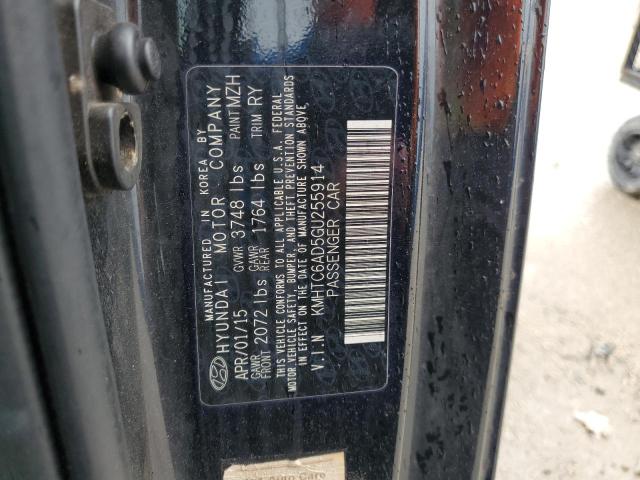 MANUFACTURED IN KOREA BY
HYUNDAI MOTOR COMPANY
APR/01/15 GVWR 3748 lbs PAINT MZH
GAWR FRONT 2072 lbs GAWR REAR 1764 lbs TRIM RY
THIS VEHICLE CONFORMS TO ALL APPLICABLE U.S.A. FEDERAL
MOTOR VEHICLE SAFETY, BUMPER, AND THEFT PREVENTION STANDARDS
IN EFFECT ON THE DATE OF MANUFACTURE SHOWN ABOVE.
V.I.N KMHTC6AD5GU255914
PASSENGER CAR
Auto Care